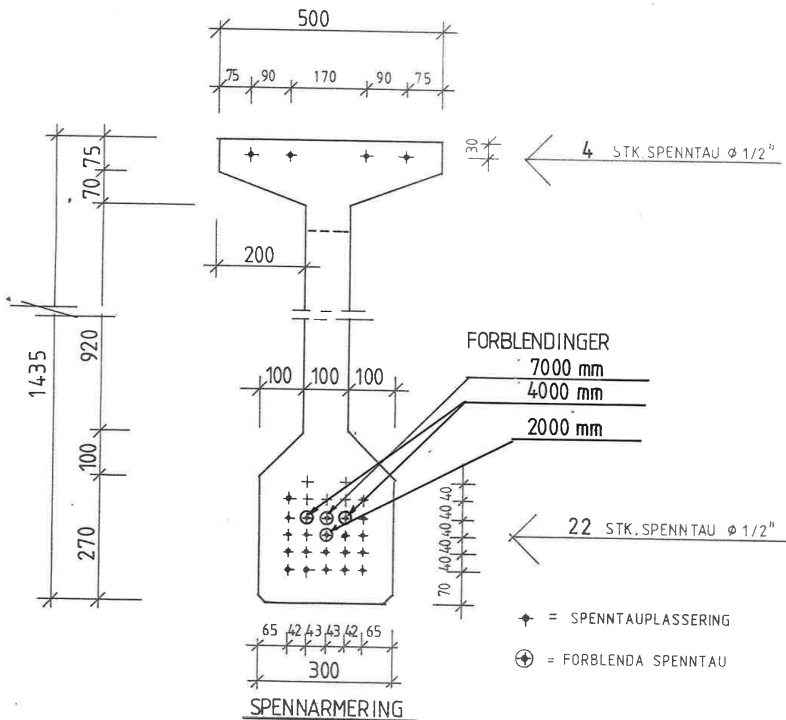 500
75 90 170 90 75
70 75
30
4 STK. SPENNTAU Ø 1/2"
200
1435
920
100
270
FORBLENDINGER
7000 mm
4000 mm
2000 mm
100 100 100
40
40
40
40
40
70
22 STK. SPENNTAU Ø 1/2"
65 42 43 43 42 65
300
SPENNARMERING
= SPENNTAUPLASSERING
= FORBLENDA SPENNTAU